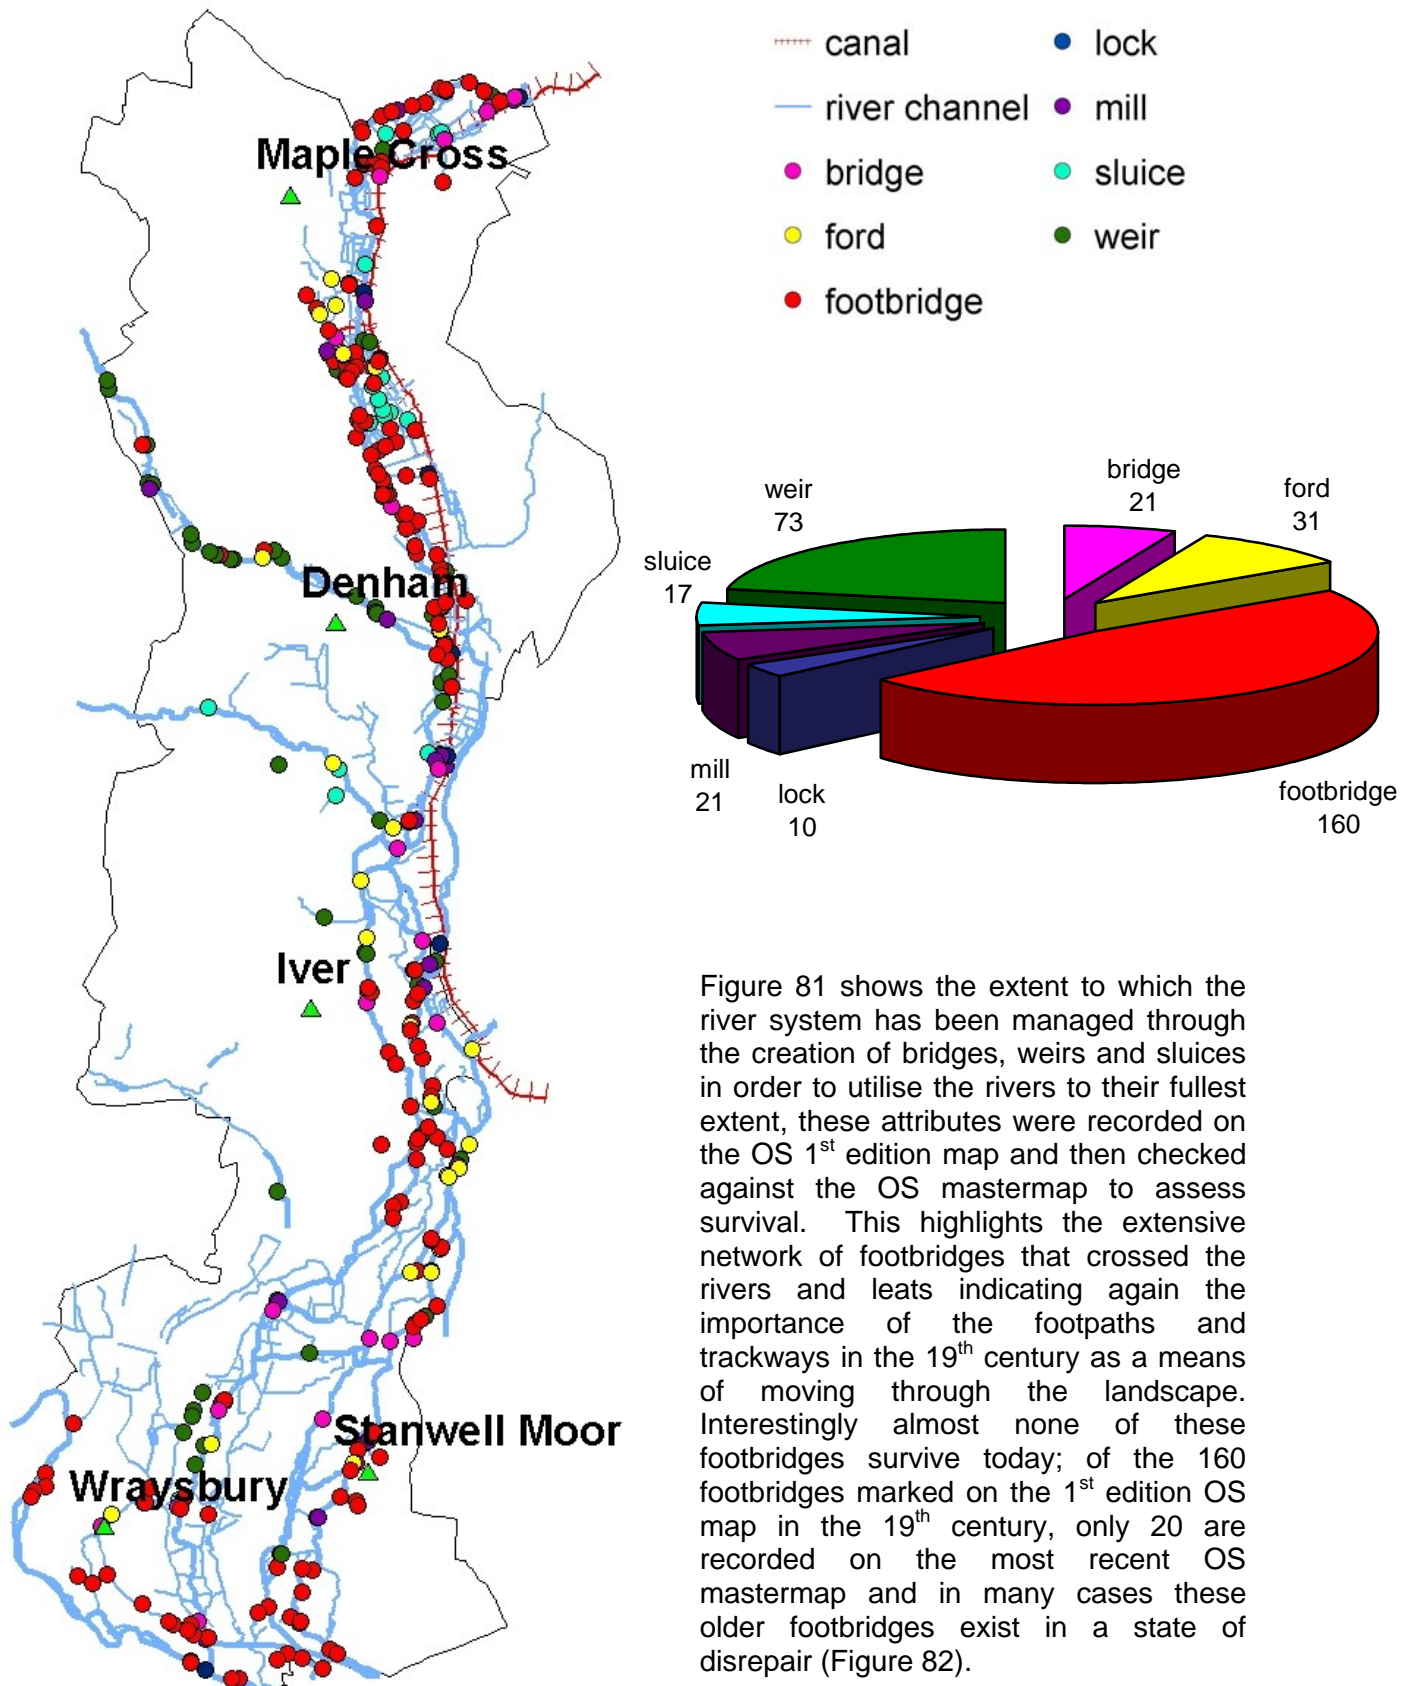 canal
lock
river channel
mill
bridge
sluice
ford
weir
footbridge
Maple Cross
Denham
Iver
Stanwell Moor
Wraysbury
weir
73
bridge
21
ford
31
sluice
17
mill
21
lock
10
footbridge
160
Figure 81 shows the extent to which the
river system has been managed through
the creation of bridges, weirs and sluices
in order to utilise the rivers to their fullest
extent, these attributes were recorded on
the OS 1st edition map and then checked
against the OS mastermap to assess
survival. This highlights the extensive
network of footbridges that crossed the
rivers and leats indicating again the
importance of the footpaths and
trackways in the 19th century as a means
of moving through the landscape.
Interestingly almost none of these
footbridges survive today; of the 160
footbridges marked on the 1st edition OS
map in the 19th century, only 20 are
recorded on the most recent OS
mastermap and in many cases these
older footbridges exist in a state of
disrepair (Figure 82).